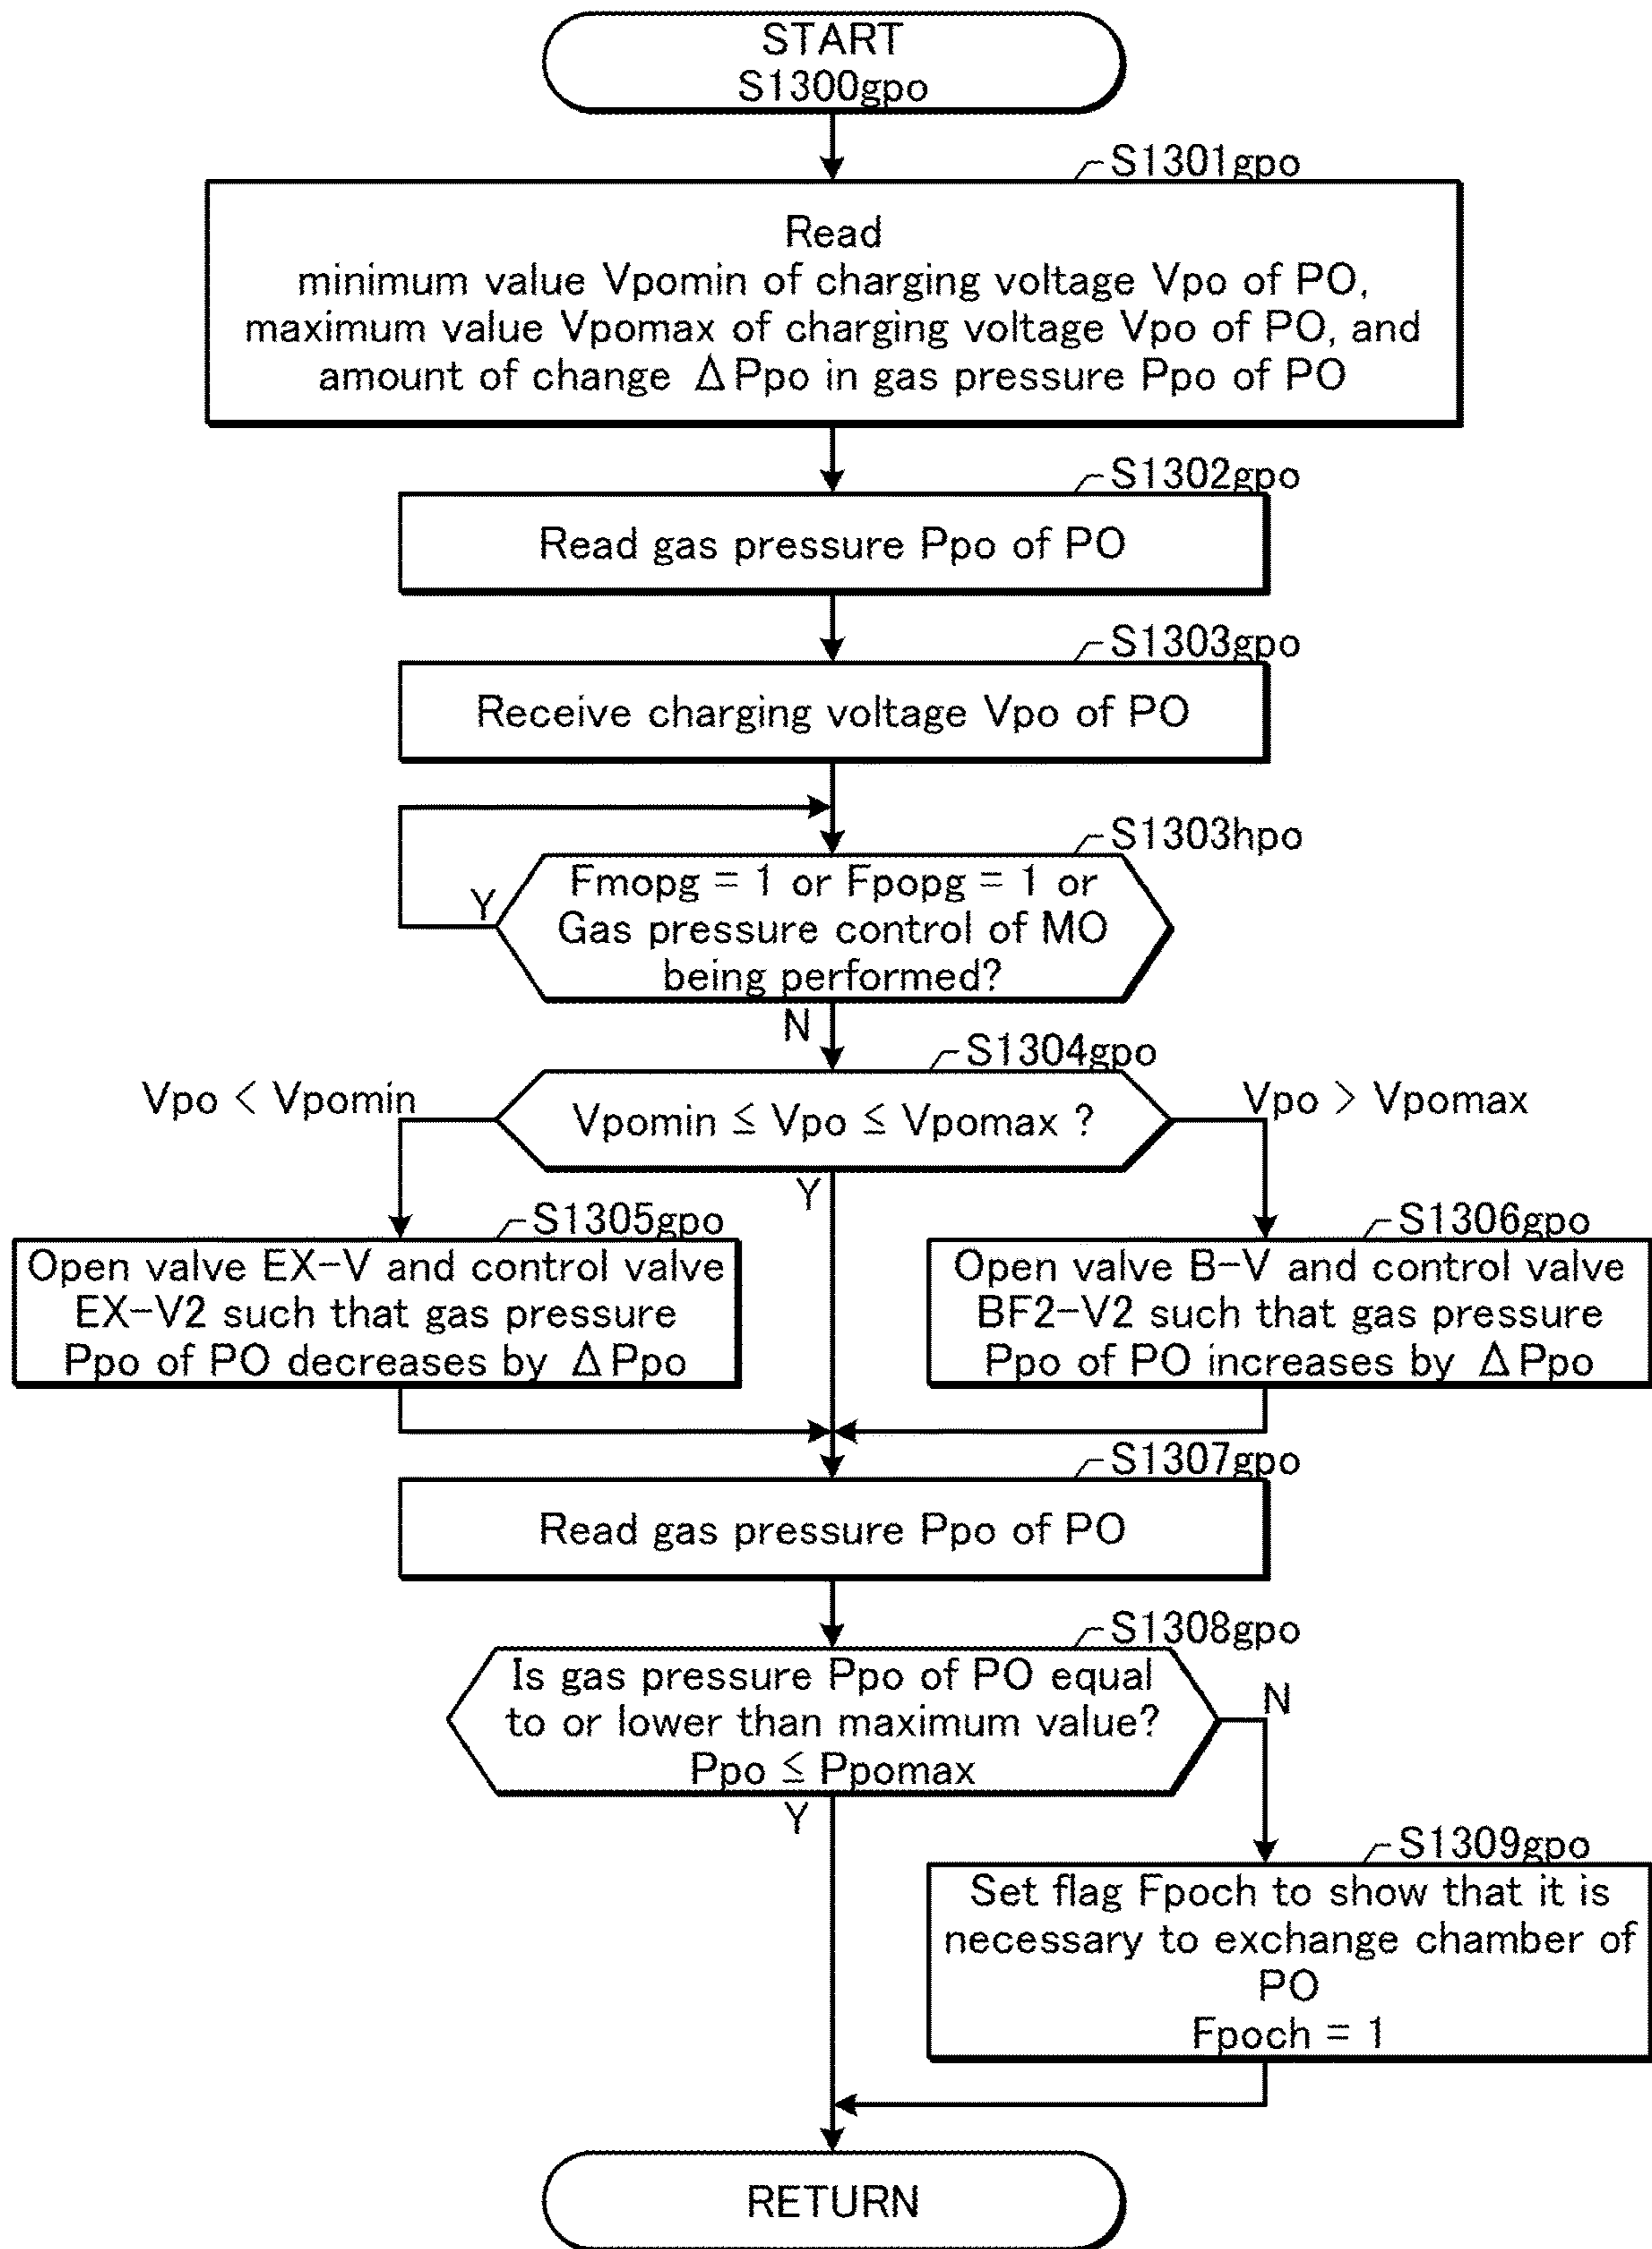 START
S1300gpo
S1301gpo
Read
minimum value Vpomin of charging voltage Vpo of PO,
maximum value Vpomax of charging voltage Vpo of PO, and
amount of change ΔPpo in gas pressure Ppo of PO
S1302gpo
Read gas pressure Ppo of PO
S1303gpo
Receive charging voltage Vpo of PO
S1303hpo
Fmopg = 1 or Fpopg = 1 or
Gas pressure control of MO
being performed?
Y
N
S1304gpo
Vpo < Vpomin
Vpomin ≦ Vpo ≦ Vpomax ?
Vpo > Vpomax
Y
S1305gpo
Open valve EX-V and control valve
EX-V2 such that gas pressure
Ppo of PO decreases by ΔPpo
S1306gpo
Open valve B-V and control valve
BF2-V2 such that gas pressure
Ppo of PO increases by ΔPpo
S1307gpo
Read gas pressure Ppo of PO
S1308gpo
Is gas pressure Ppo of PO equal
to or lower than maximum value?
Ppo ≦ Ppomax
N
Y
S1309gpo
Set flag Fpoch to show that it is
necessary to exchange chamber of
PO
Fpoch = 1
RETURN